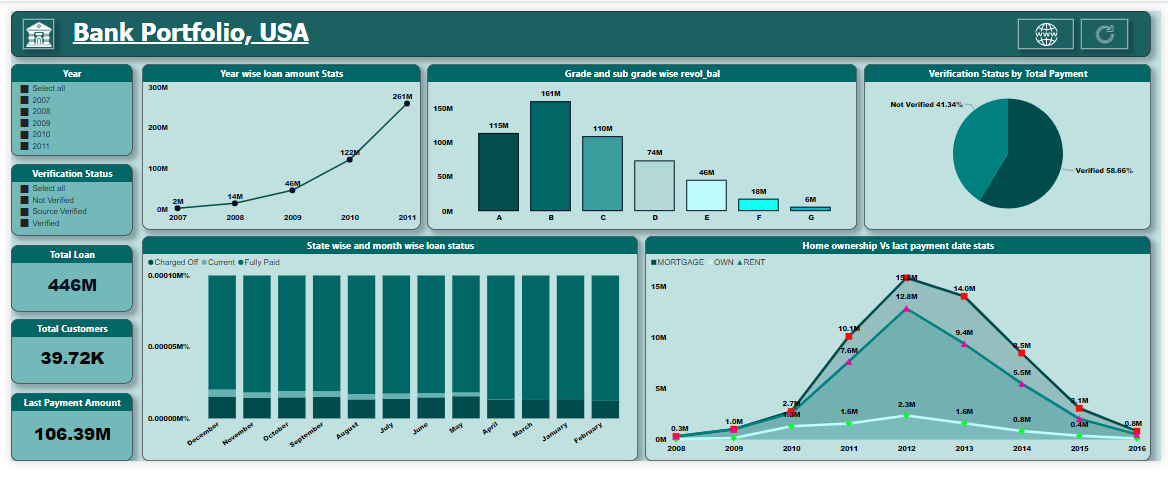 Bank Portfolio, USA
Year
Select all
2007
2008
2009
2010
2011
Verification Status
Select all
Not Verified
Source Verified
Verified
Total Loan
446M
Total Customers
39.72K
Last Payment Amount
106.39M
Year wise loan amount Stats
300M
200M
100M
0M
2M
14M
46M
122M
261M
2007 2008 2009 2010 2011
Grade and sub grade wise revol_bal
150M
100M
50M
0M
115M
161M
110M
74M
46M
18M
6M
A B C D E F G
Verification Status by Total Payment
Not Verified 41.34%
Verified 58.66%
State wise and month wise loan status
Charged Off Current Fully Paid
0.00010M%
0.00005M%
0.00000M%
December November October September August July June May April March January February
Home ownership Vs last payment date stats
MORTGAGE OWN RENT
15M
10M
5M
0M
0.3M
1.0M
2.7M
1.3M
10.1M
7.6M
1.6M
12.8M
2.3M
14.0M
9.4M
1.6M
8.5M
5.5M
0.8M
3.1M
0.4M
0.8M
2008 2009 2010 2011 2012 2013 2014 2015 2016